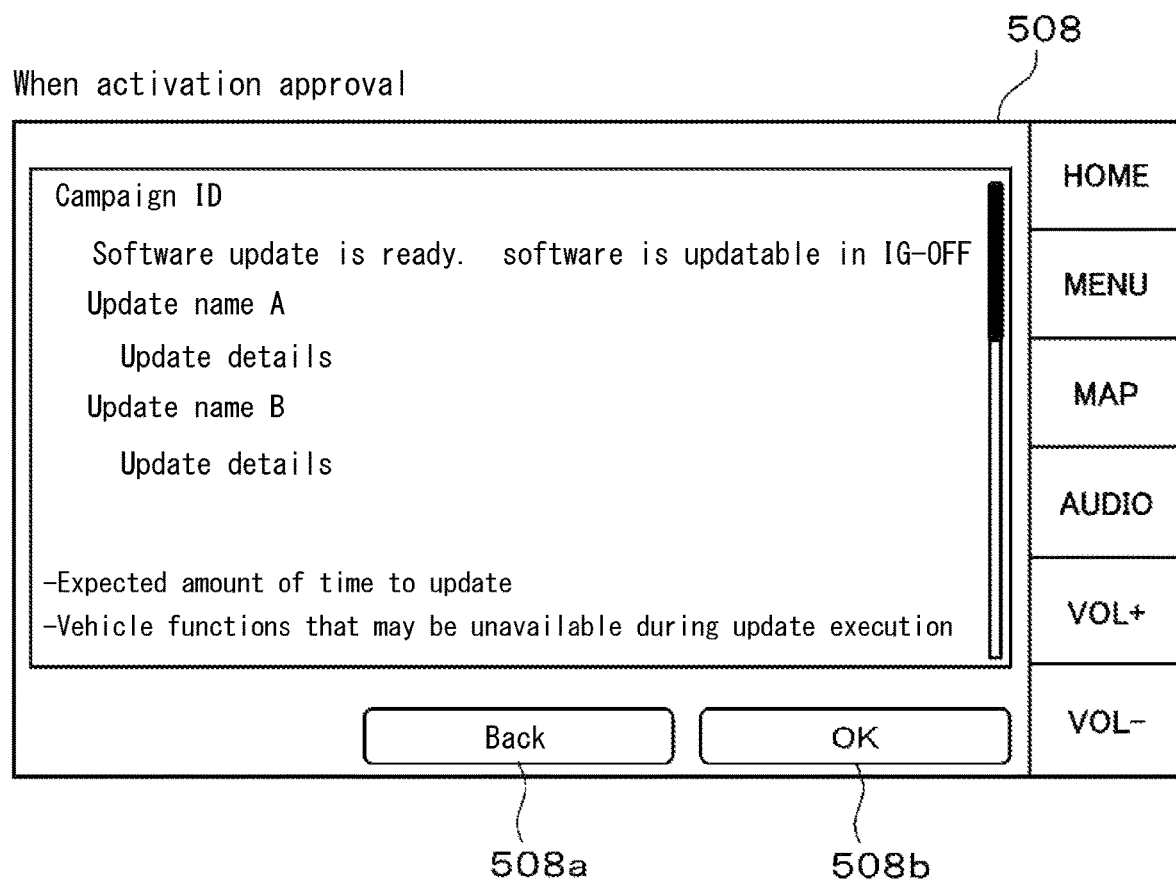 508
When activation approval
Campaign ID
Software update is ready. software is updatable in IG-OFF
Update name A
Update details
Update name B
Update details
-Expected amount of time to update
-Vehicle functions that may be unavailable during update execution
Back
OK
HOME
MENU
MAP
AUDIO
VOL+
VOL-
508a
508b